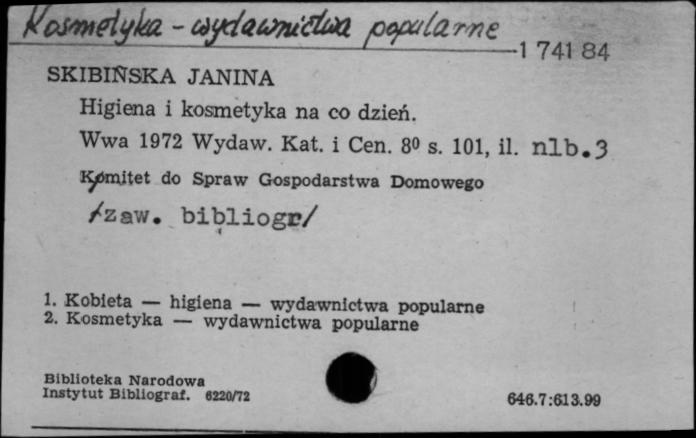 Kosmetyka - wydawnictwa popularne
1 741 84
SKIBIŃSKA JANINA
Higiena i kosmetyka na co dzień.
Wwa 1972 Wydaw. Kat. i Cen. 8º s. 101, il. nlb.3
Komitet do Spraw Gospodarstwa Domowego
/zaw. bibliogr/
1. Kobieta — higiena — wydawnictwa popularne
2. Kosmetyka — wydawnictwa popularne
Biblioteka Narodowa
Instytut Bibliograf. 6220/72
646.7:613.99